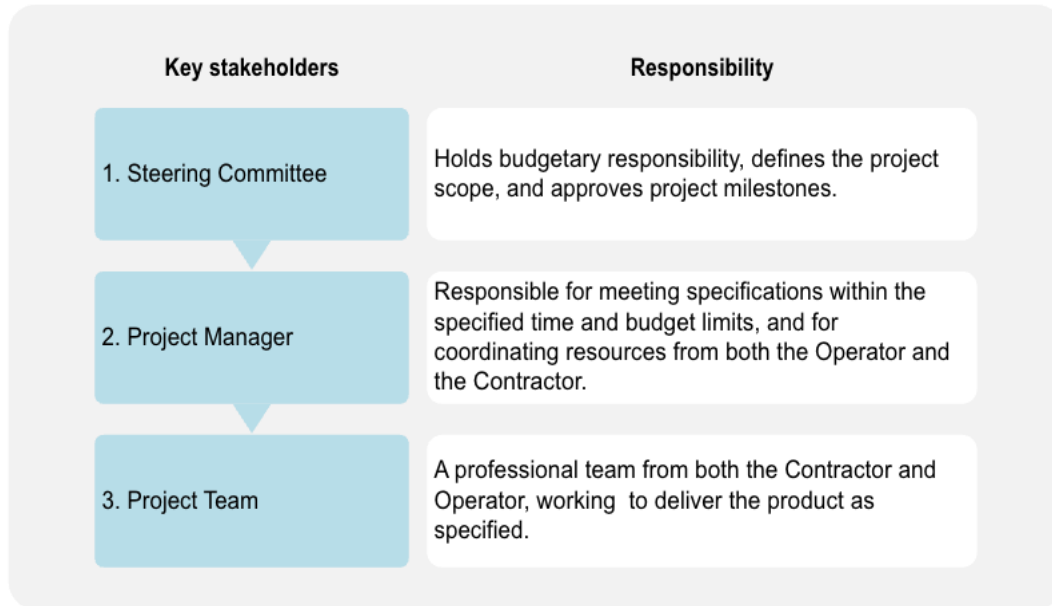 Key stakeholders
Responsibility
1. Steering Committee
Holds budgetary responsibility, defines the project
scope, and approves project milestones.
2. Project Manager
Responsible for meeting specifications within the
specified time and budget limits, and for
coordinating resources from both the Operator and
the Contractor.
3. Project Team
A professional team from both the Contractor and
Operator, working  to deliver the product as
specified.